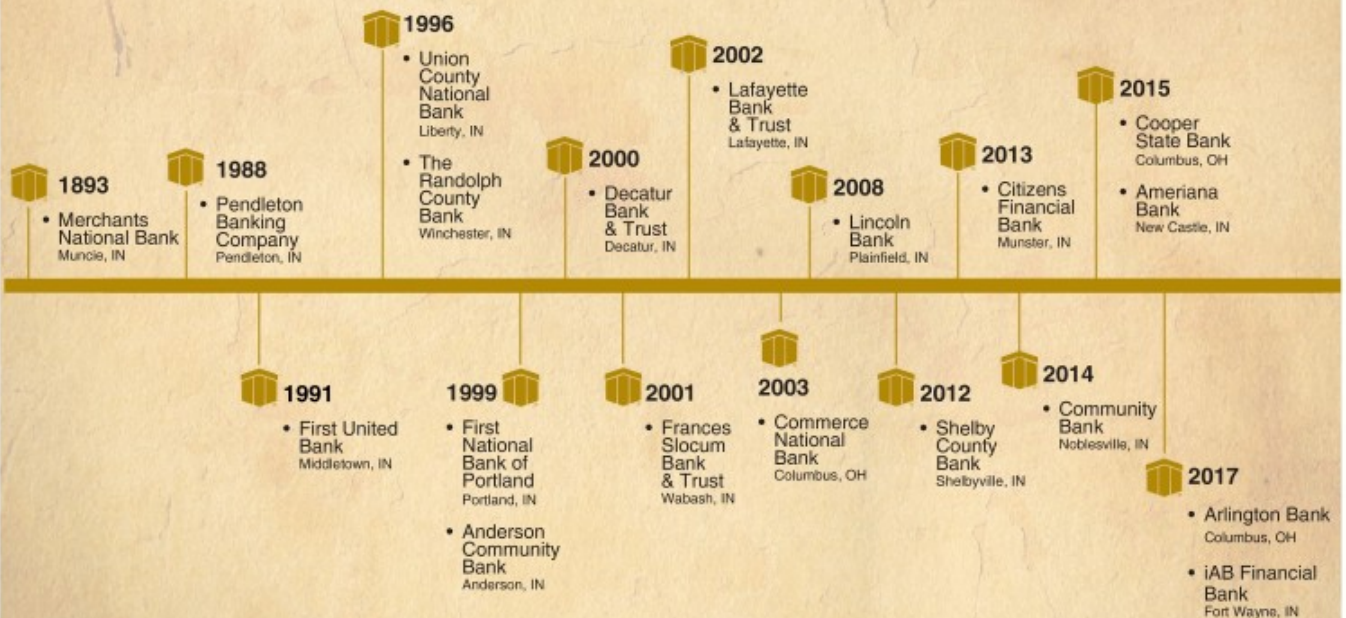 1893
• Merchants
National Bank
Muncie, IN
1988
• Pendleton
Banking
Company
Pendleton, IN
1991
• First United
Bank
Middletown, IN
1996
• Union
County
National
Bank
Liberty, IN
• The
Randolph
County
Bank
Winchester, IN
1999
• First
National
Bank of
Portland
Portland, IN
• Anderson
Community
Bank
Anderson, IN
2000
• Decatur
Bank
& Trust
Decatur, IN
2001
• Frances
Slocum
Bank
& Trust
Wabash, IN
2002
• Lafayette
Bank
& Trust
Lafayette, IN
2003
• Commerce
National
Bank
Columbus, OH
2008
• Lincoln
Bank
Plainfield, IN
2012
• Shelby
County
Bank
Shelbyville, IN
2013
• Citizens
Financial
Bank
Munster, IN
2014
• Community
Bank
Noblesville, IN
2015
• Cooper
State Bank
Columbus, OH
• Ameriana
Bank
New Castle, IN
2017
• Arlington Bank
Columbus, OH
• iAB Financial
Bank
Fort Wayne, IN